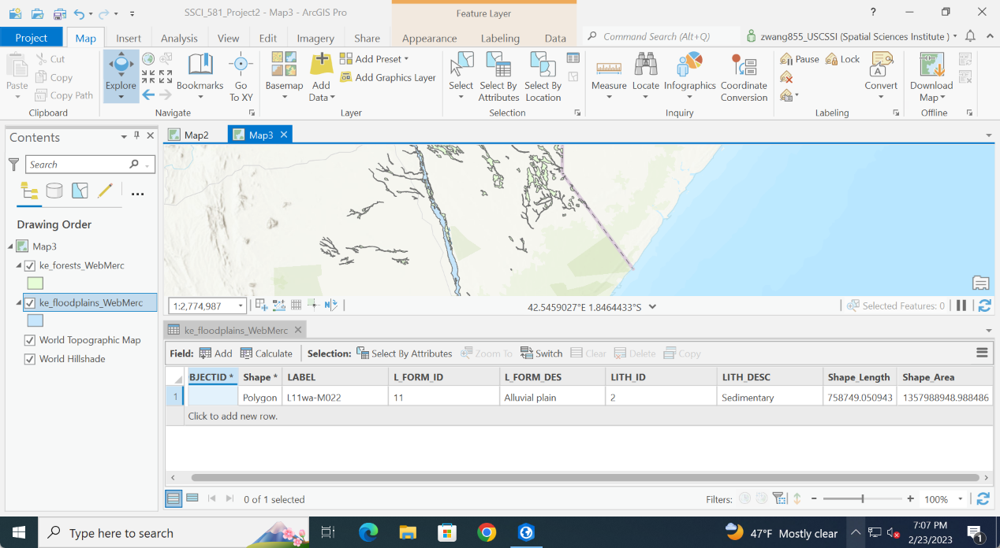 SSCI_581_Project2 - Map3 - ArcGIS Pro
Feature Layer
?
Project
Map
Insert
Analysis
View
Edit
Imagery
Share
Appearance
Labeling
Data
Command Search (Alt+Q)
zwang855_USCSSI (Spatial Sciences Institute )
Paste
Cut
Copy
Copy Path
Clipboard
Explore
Bookmarks
Go To XY
Navigate
Basemap
Add Data
Add Preset
Add Graphics Layer
Layer
Select
Select By Attributes
Select By Location
Selection
Measure
Locate
Infographics
Coordinate Conversion
Inquiry
Pause
Lock
Convert
Labeling
Download Map
Offline
Contents
Search
Drawing Order
Map3
ke_forests_WebMerc
ke_floodplains_WebMerc
World Topographic Map
World Hillshade
Map2
Map3
1:2,774,987
42.5459027°E 1.8464433°S
Selected Features: 0
ke_floodplains_WebMerc
Field: Add Calculate Selection: Select By Attributes Zoom To Switch Clear Delete Copy
BJECTID * Shape * LABEL L_FORM_ID L_FORM_DES LITH_ID LITH_DESC Shape_Length Shape_Area
1 Polygon L11wa-M022 11 Alluvial plain 2 Sedimentary 758749.050943 1357988948.988486
Click to add new row.
0 of 1 selected
Filters:
100%
Type here to search
47°F Mostly clear
7:07 PM
2/23/2023
1